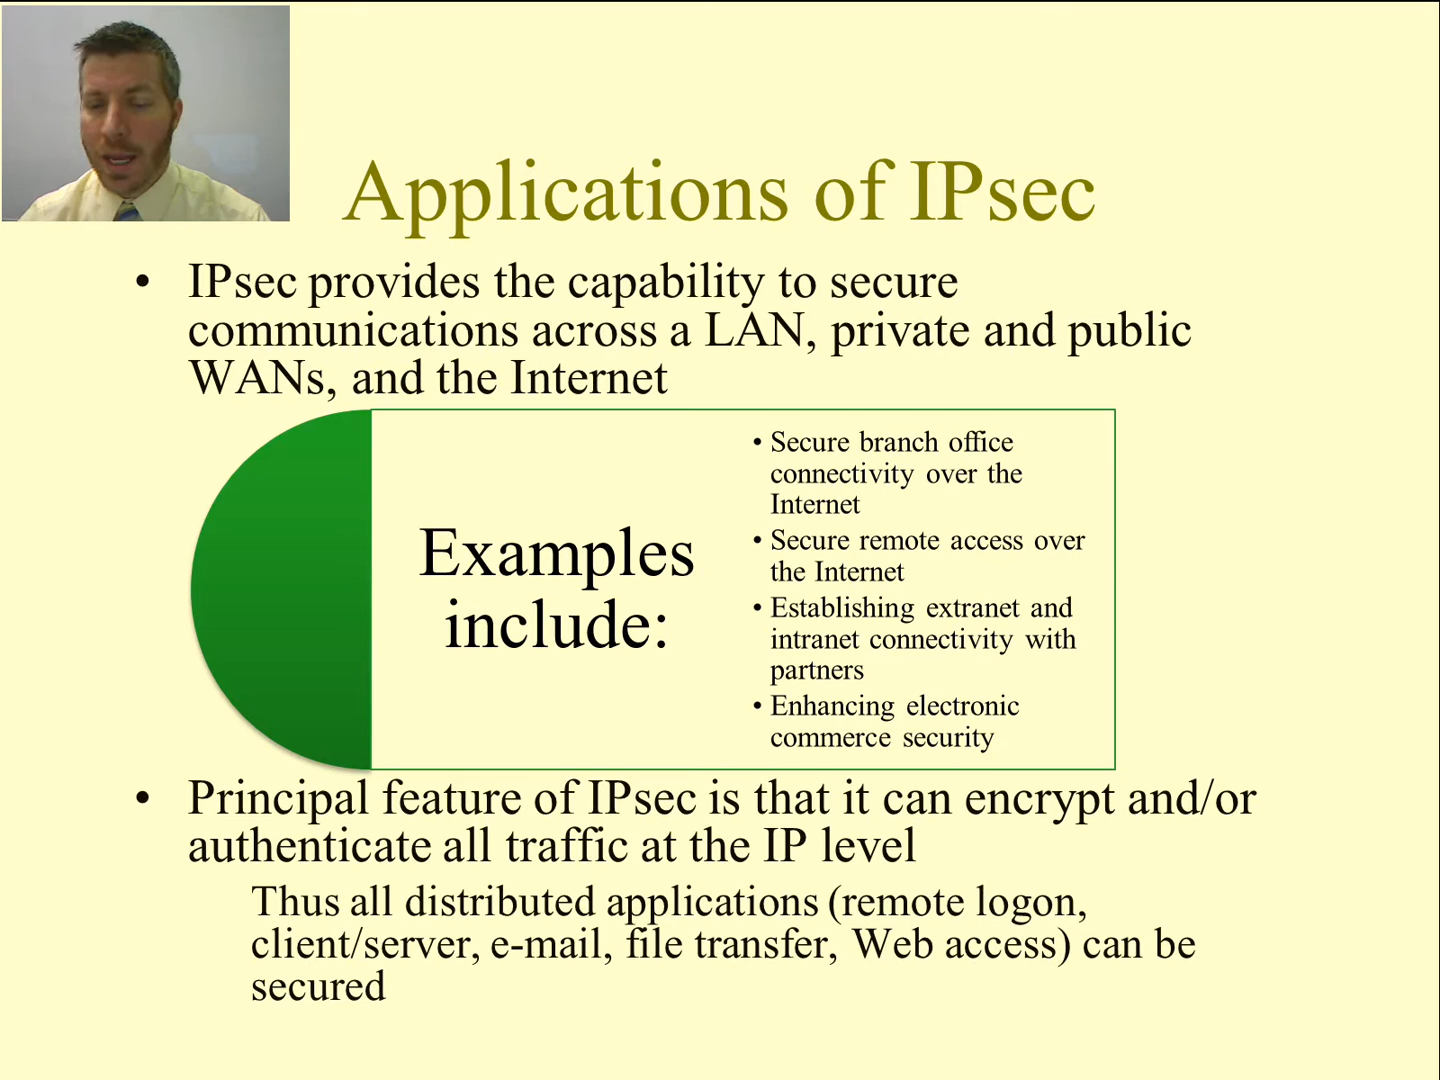 Applications of IPsec
• IPsec provides the capability to secure
communications across a LAN, private and public
WANs, and the Internet
Examples
include:
• Secure branch office
connectivity over the
Internet
• Secure remote access over
the Internet
• Establishing extranet and
intranet connectivity with
partners
• Enhancing electronic
commerce security
• Principal feature of IPsec is that it can encrypt and/or
authenticate all traffic at the IP level
Thus all distributed applications (remote logon,
client/server, e-mail, file transfer, Web access) can be
secured